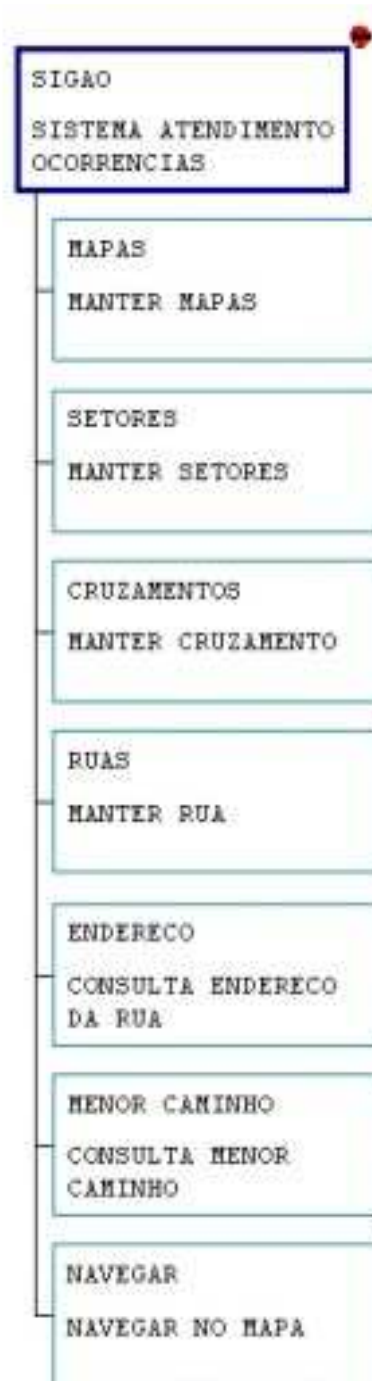 SIGAO
SISTEMA ATENDIMENTO
OCORRENCIAS
MAPAS
MANTER MAPAS
SETORES
MANTER SETORES
CRUZAMENTOS
MANTER CRUZAMENTO
RUAS
MANTER RUA
ENDERECO
CONSULTA ENDERECO
DA RUA
MENOR CAMINHO
CONSULTA MENOR
CAMINHO
NAVEGAR
NAVEGAR NO MAPA